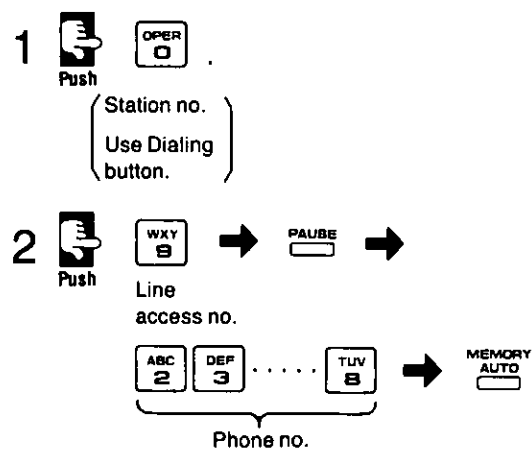 1
OPER
0 .
Push
(Station no.
Use Dialing
button.)
2
WXY
9
PAUSE
Push
Line
access no.
ABC
2
DEF
3
.....
TUV
8
MEMORY
AUTO
Phone no.